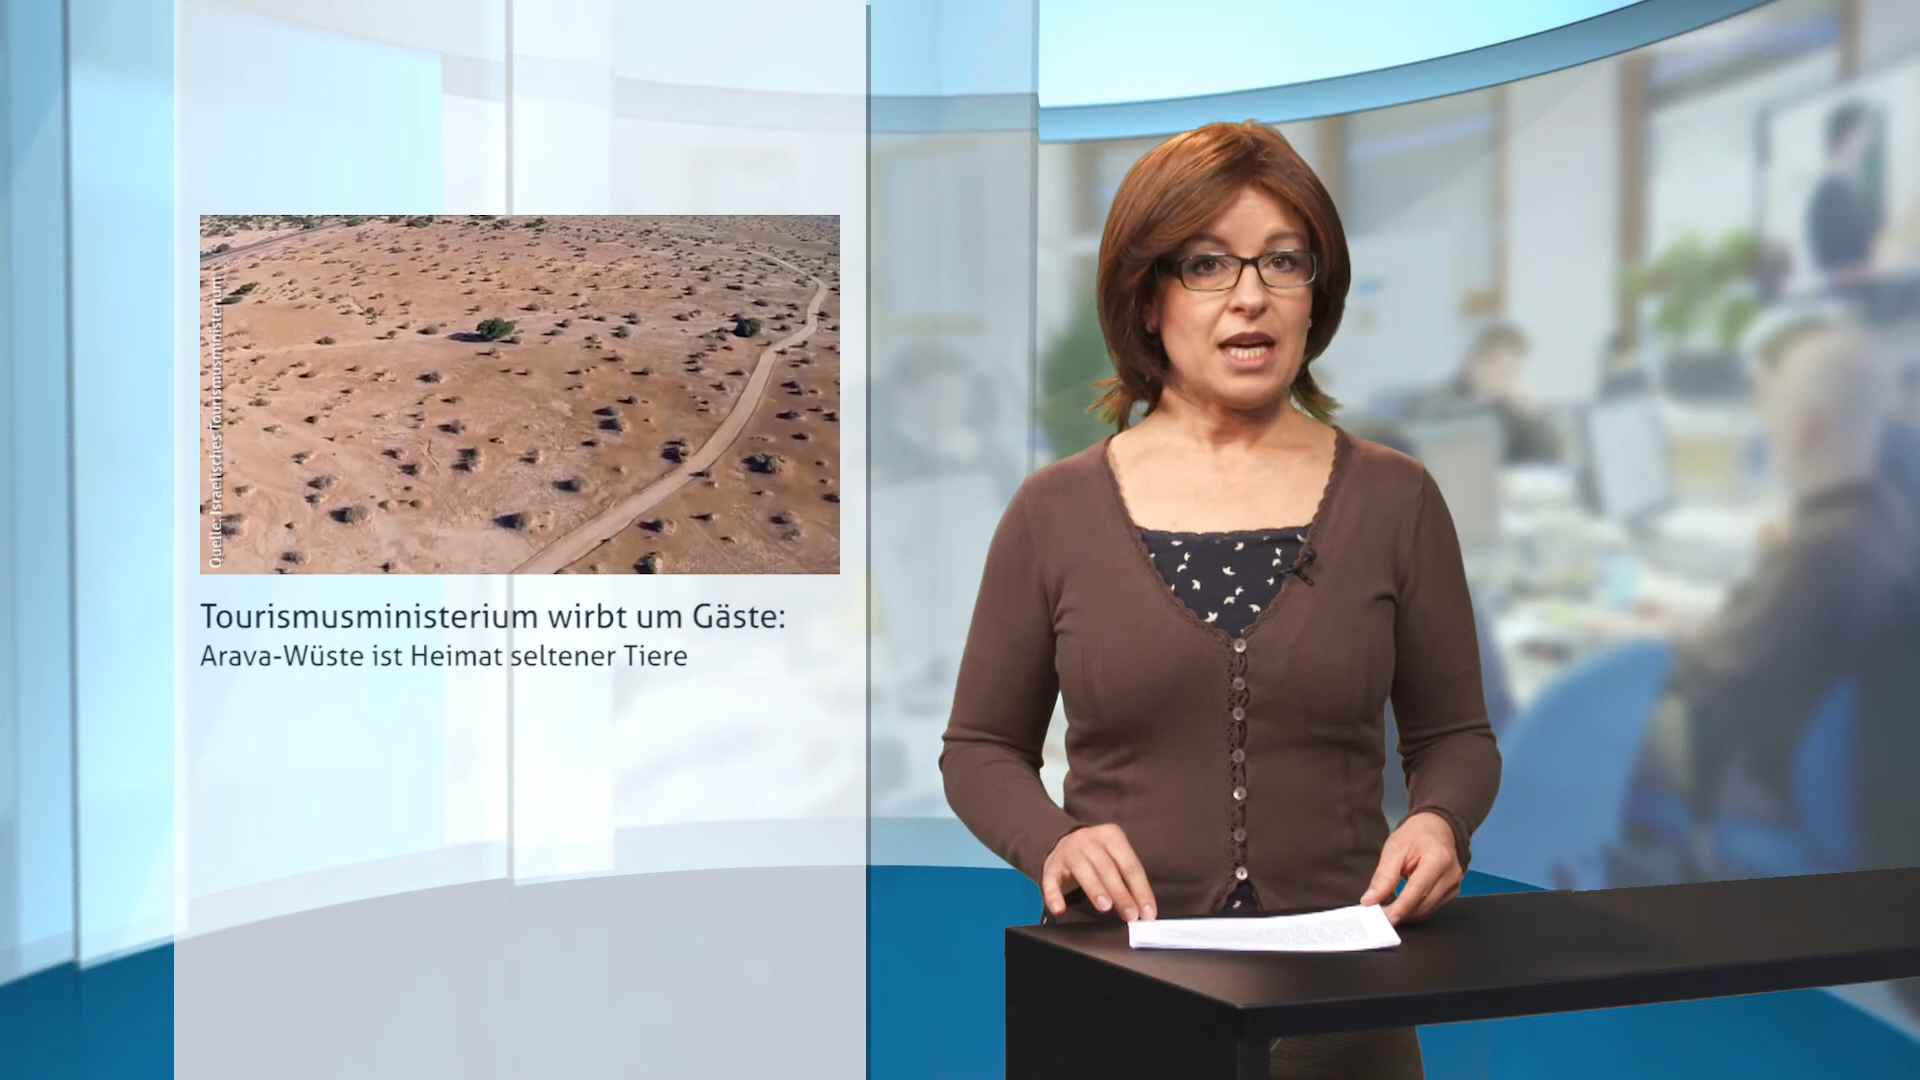 Quelle: Israelisches Tourismusministerium
Tourismusministerium wirbt um Gäste:
Arava-Wüste ist Heimat seltener Tiere